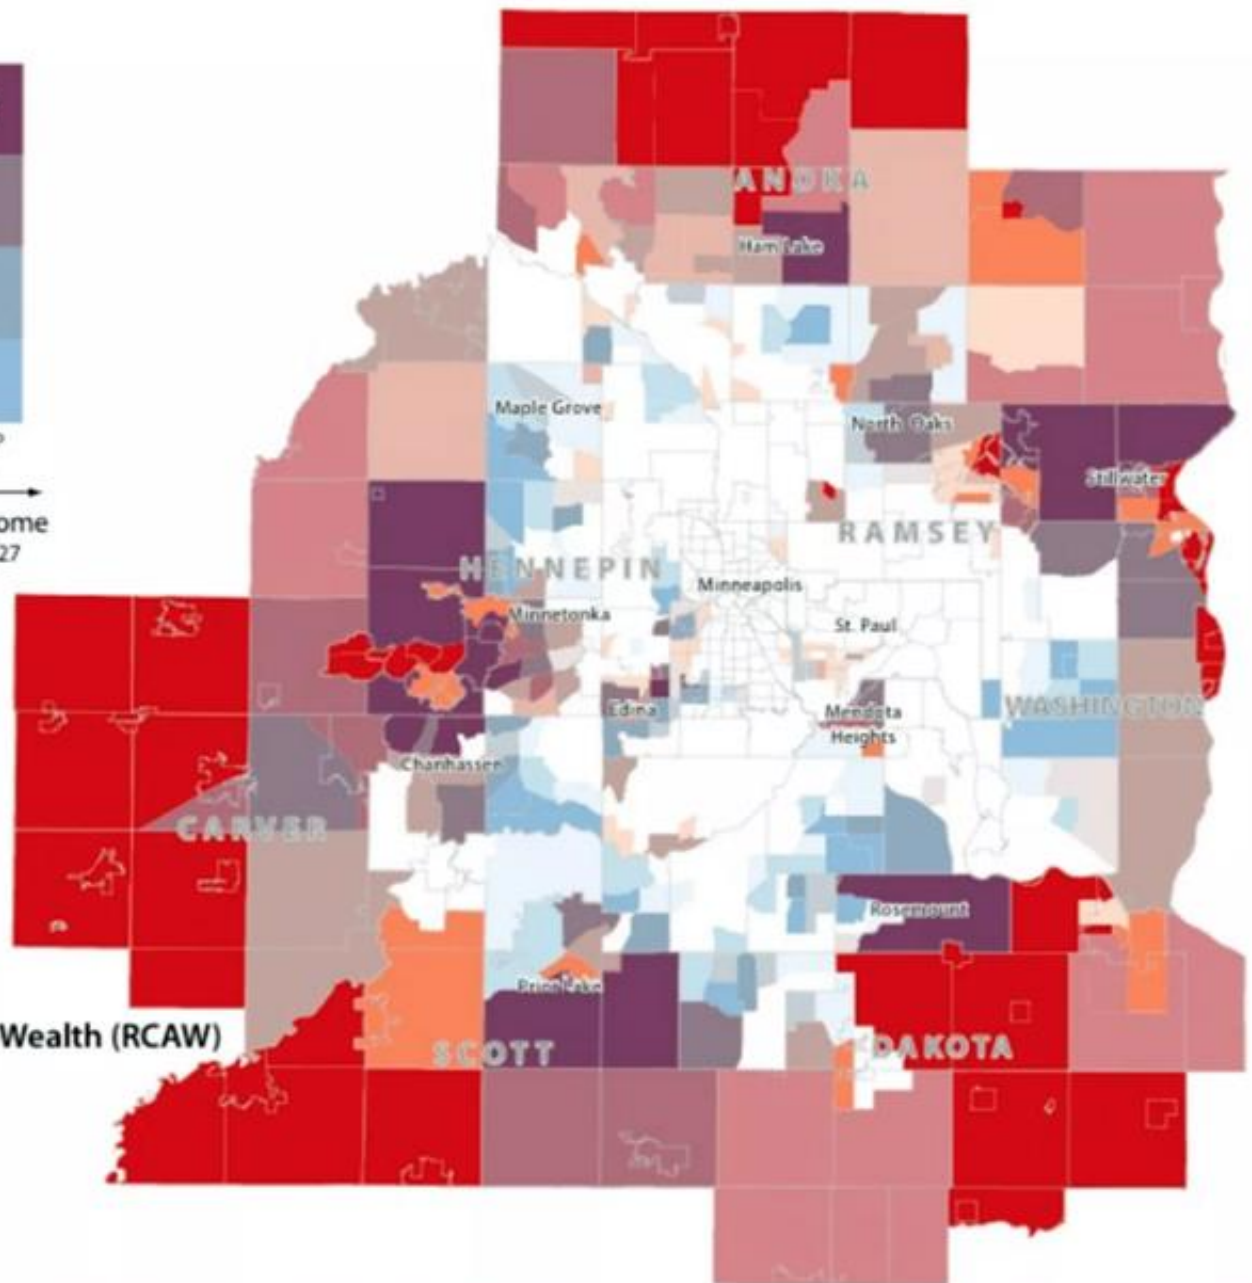 ANOKA
Ham Lake
Maple Grove
North Oaks
Stillwater
ome
27
RAMSEY
HENNEPIN
Minneapolis
Minnetonka
St. Paul
Edina
Mendota
Heights
WASHINGTON
Chanhassen
CARVER
Rosemount
Prior Lake
Wealth (RCAW)
SCOTT
DAKOTA